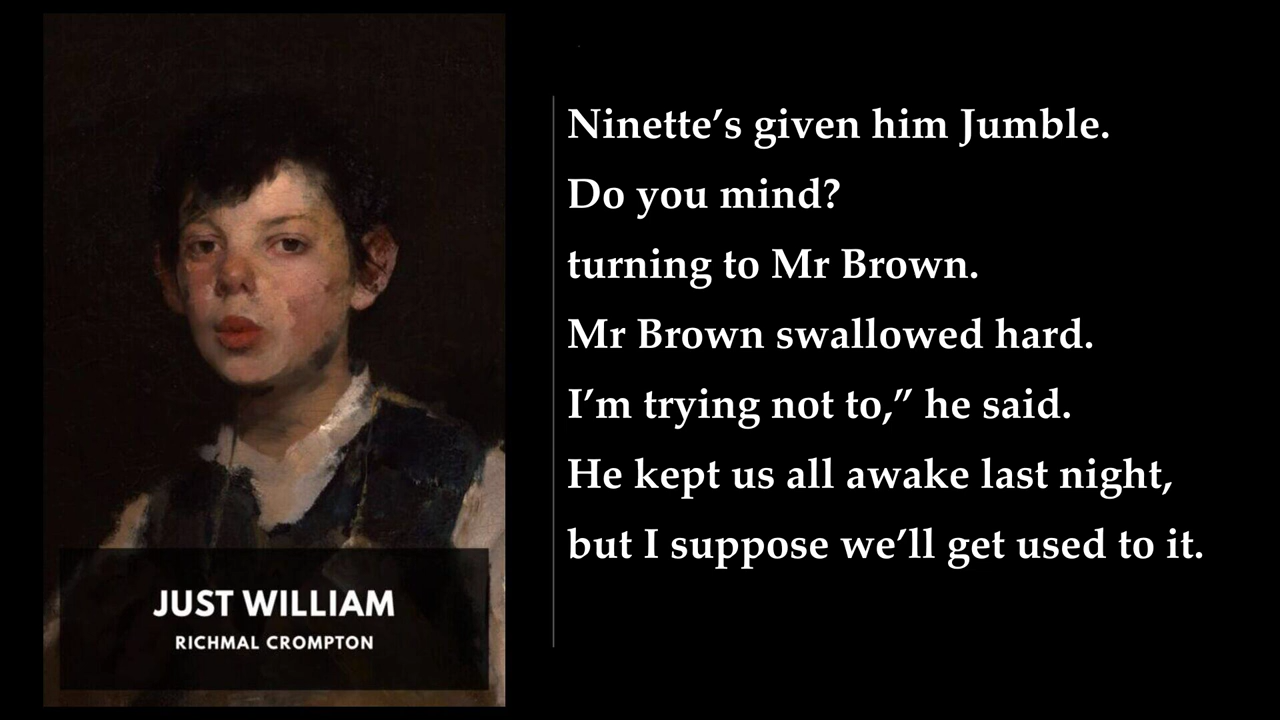 Ninette’s given him Jumble.
Do you mind?
turning to Mr Brown.
Mr Brown swallowed hard.
I’m trying not to,” he said.
He kept us all awake last night,
but I suppose we’ll get used to it.
JUST WILLIAM
RICHMAL CROMPTON